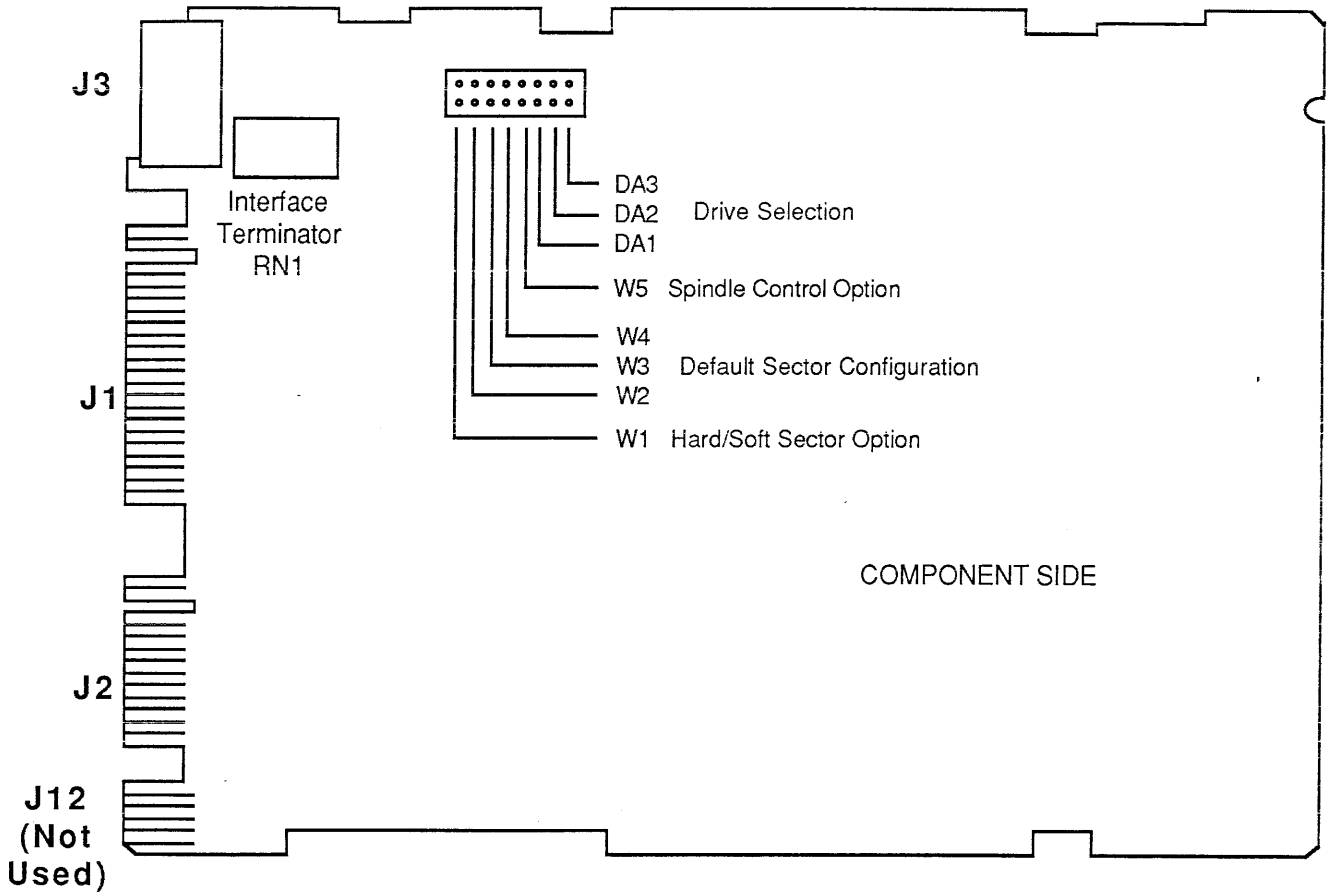 J3
Interface
Terminator
RN1
DA3
DA2 Drive Selection
DA1
W5 Spindle Control Option
W4
W3 Default Sector Configuration
W2
W1 Hard/Soft Sector Option
J1
COMPONENT SIDE
J2
J12
(Not
Used)